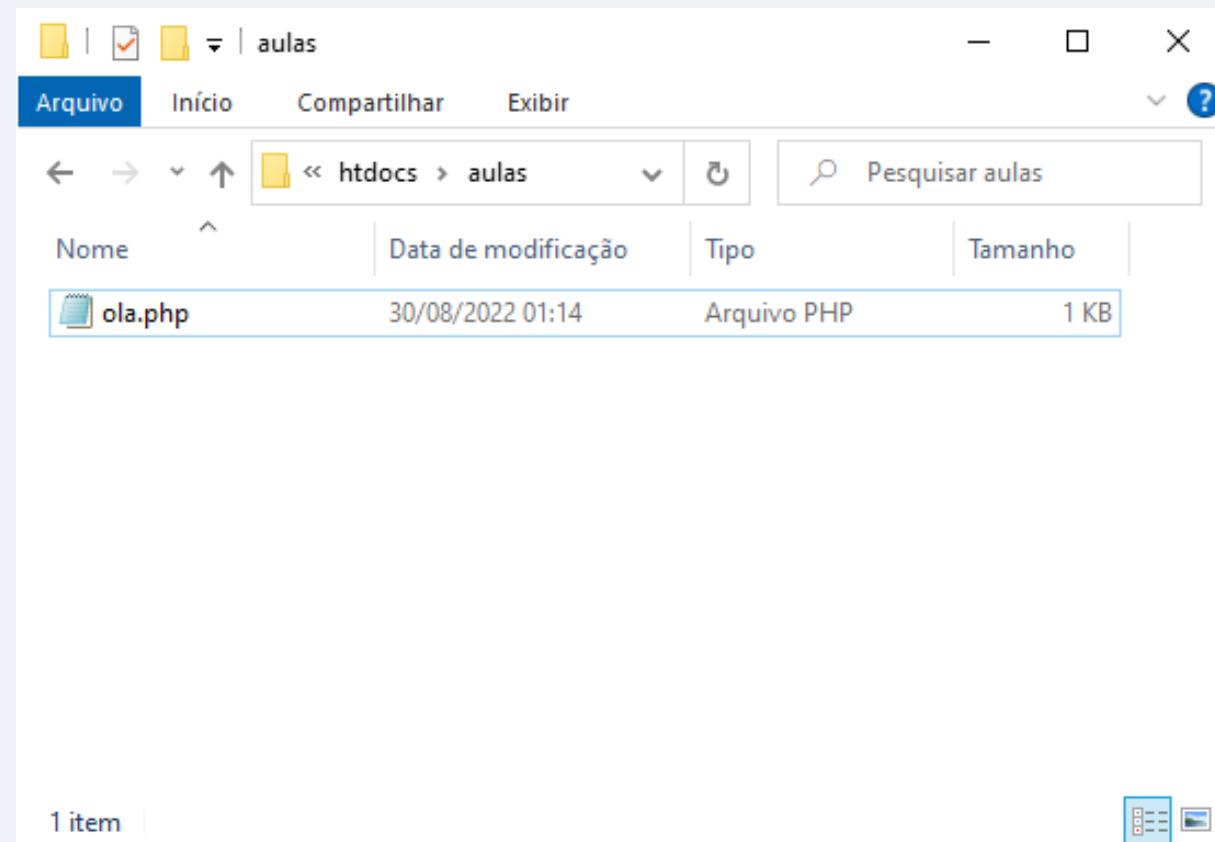 aulas
Arquivo Início Compartilhar Exibir ?
« htdocs > aulas Pesquisar aulas
Nome Data de modificação Tipo Tamanho
ola.php 30/08/2022 01:14 Arquivo PHP 1 KB
1 item